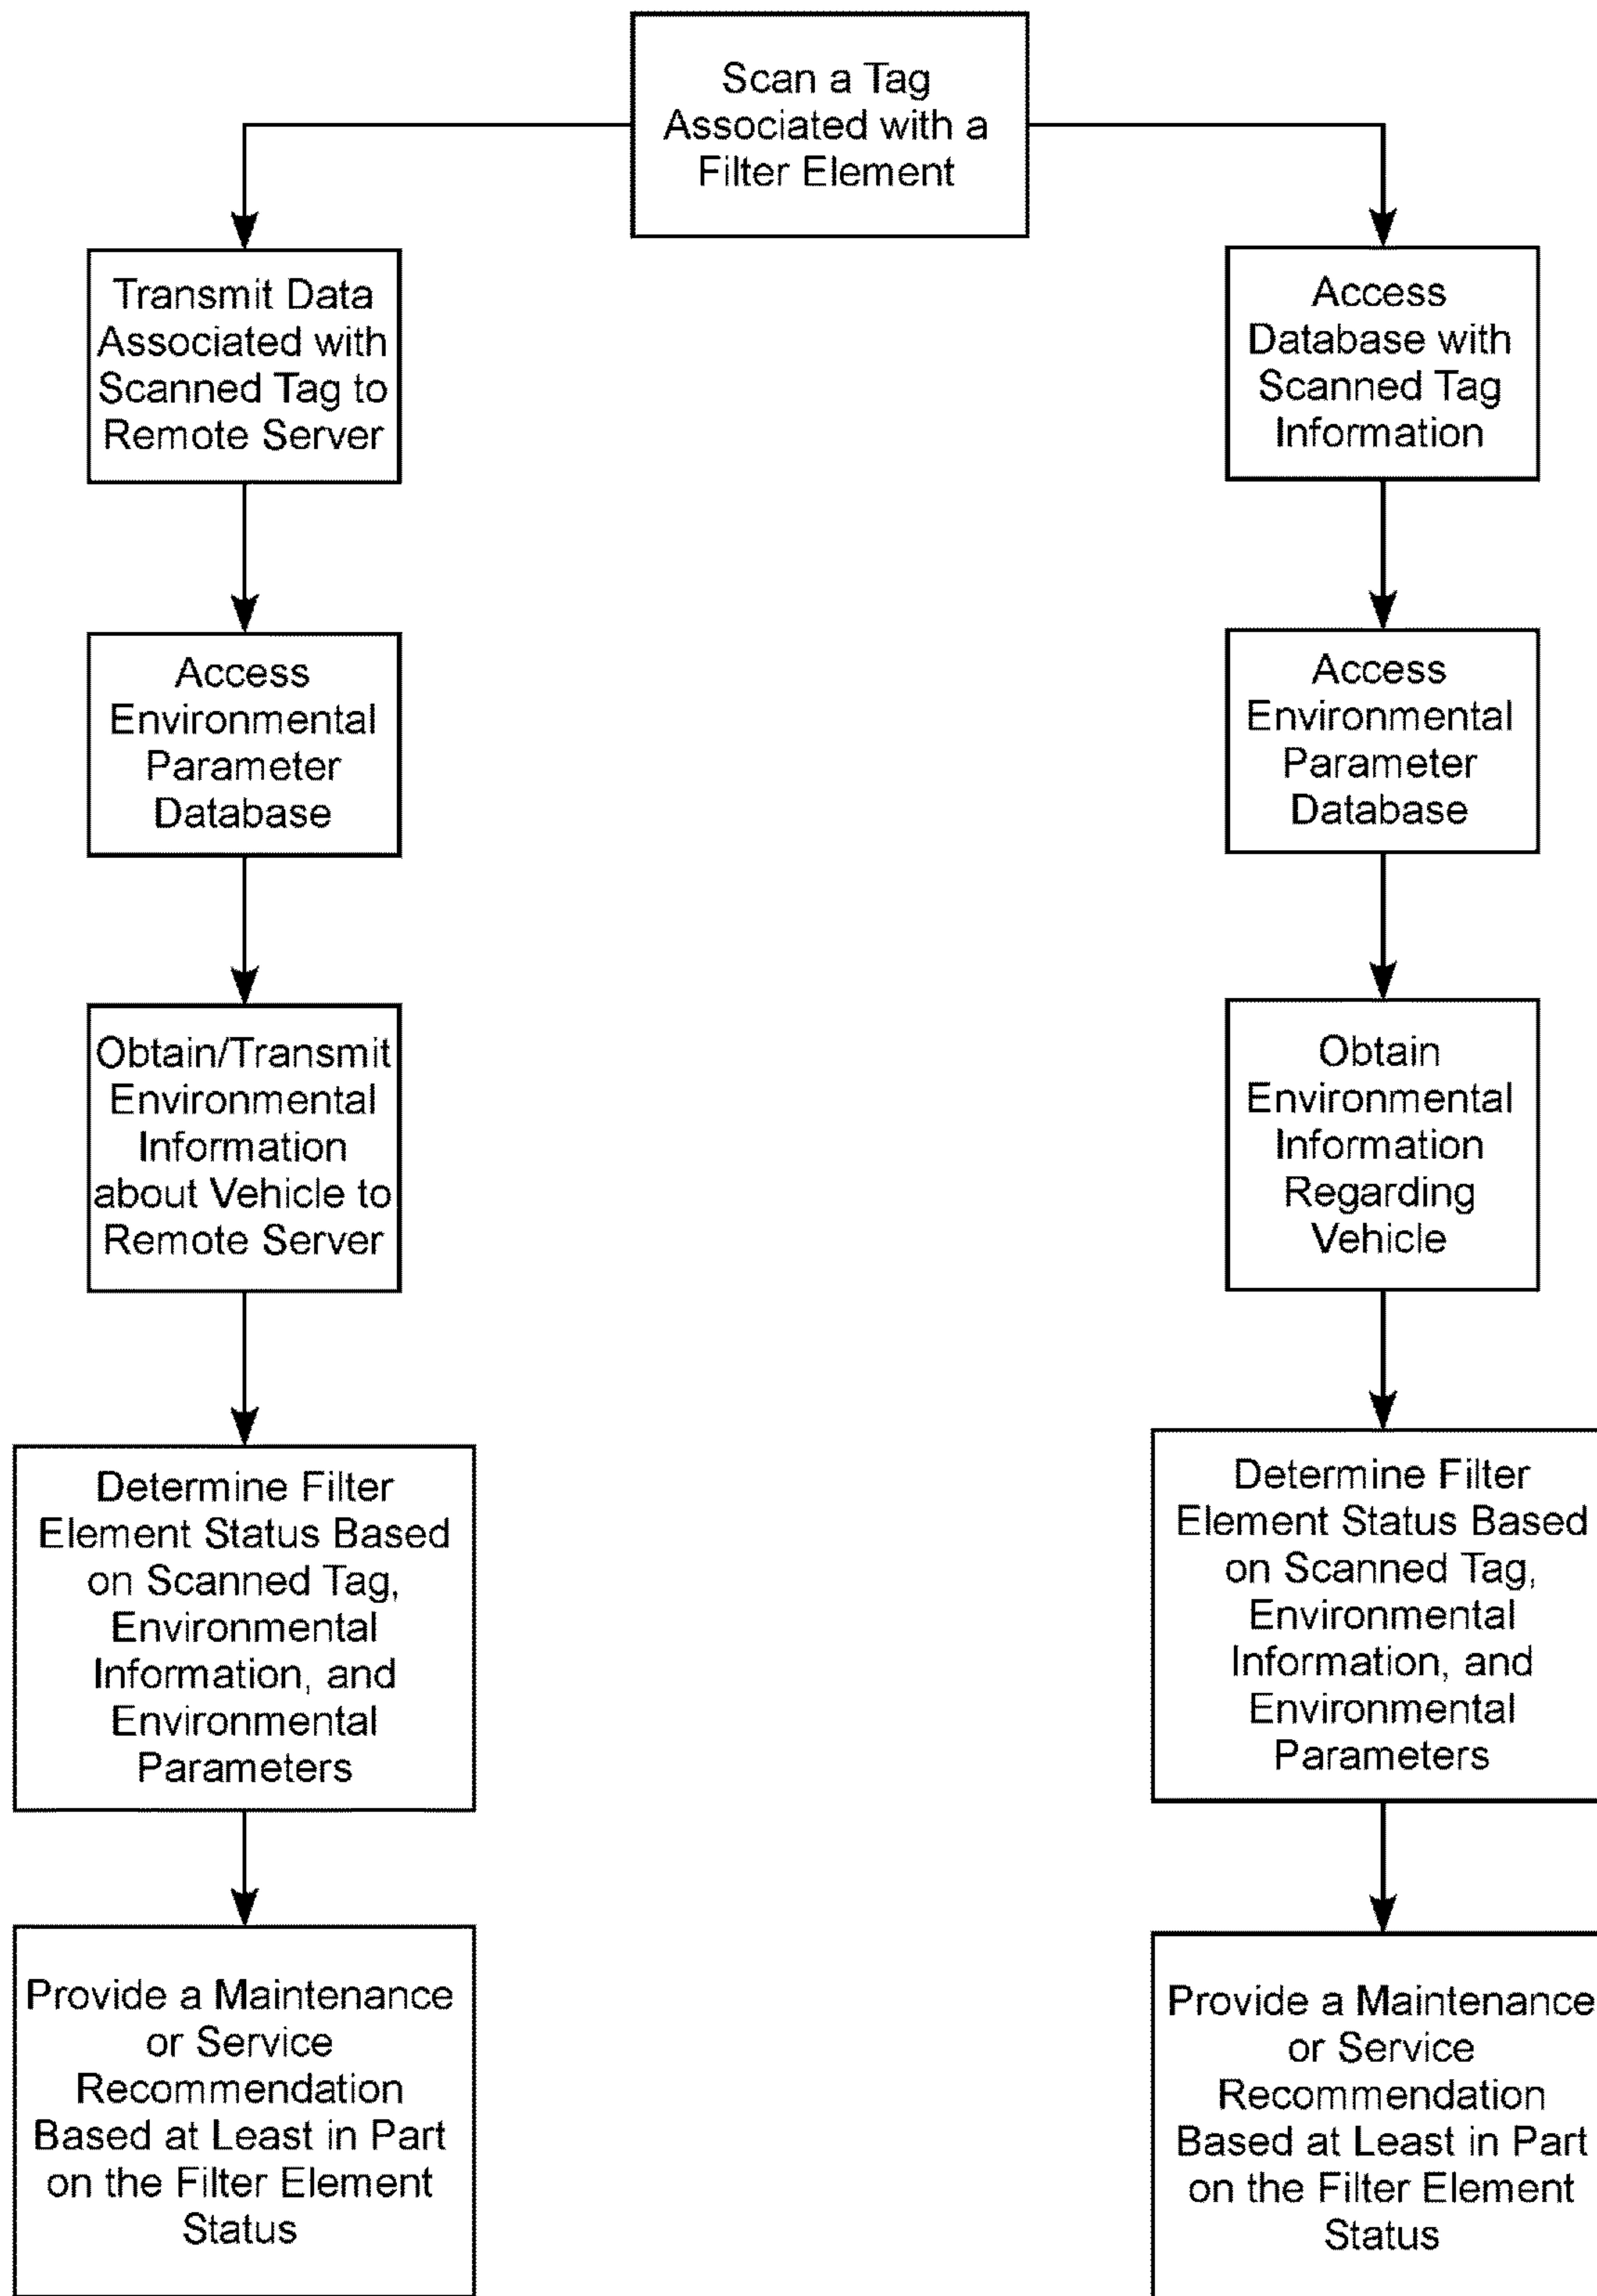 Scan a Tag
Associated with a
Filter Element
Transmit Data
Associated with
Scanned Tag to
Remote Server
Access
Environmental
Parameter
Database
Obtain/Transmit
Environmental
Information
about Vehicle to
Remote Server
Determine Filter
Element Status Based
on Scanned Tag,
Environmental
Information, and
Environmental
Parameters
Provide a Maintenance
or Service
Recommendation
Based at Least in Part
on the Filter Element
Status
Access
Database with
Scanned Tag
Information
Access
Environmental
Parameter
Database
Obtain
Environmental
Information
Regarding
Vehicle
Determine Filter
Element Status Based
on Scanned Tag,
Environmental
Information, and
Environmental
Parameters
Provide a Maintenance
or Service
Recommendation
Based at Least in Part
on the Filter Element
Status